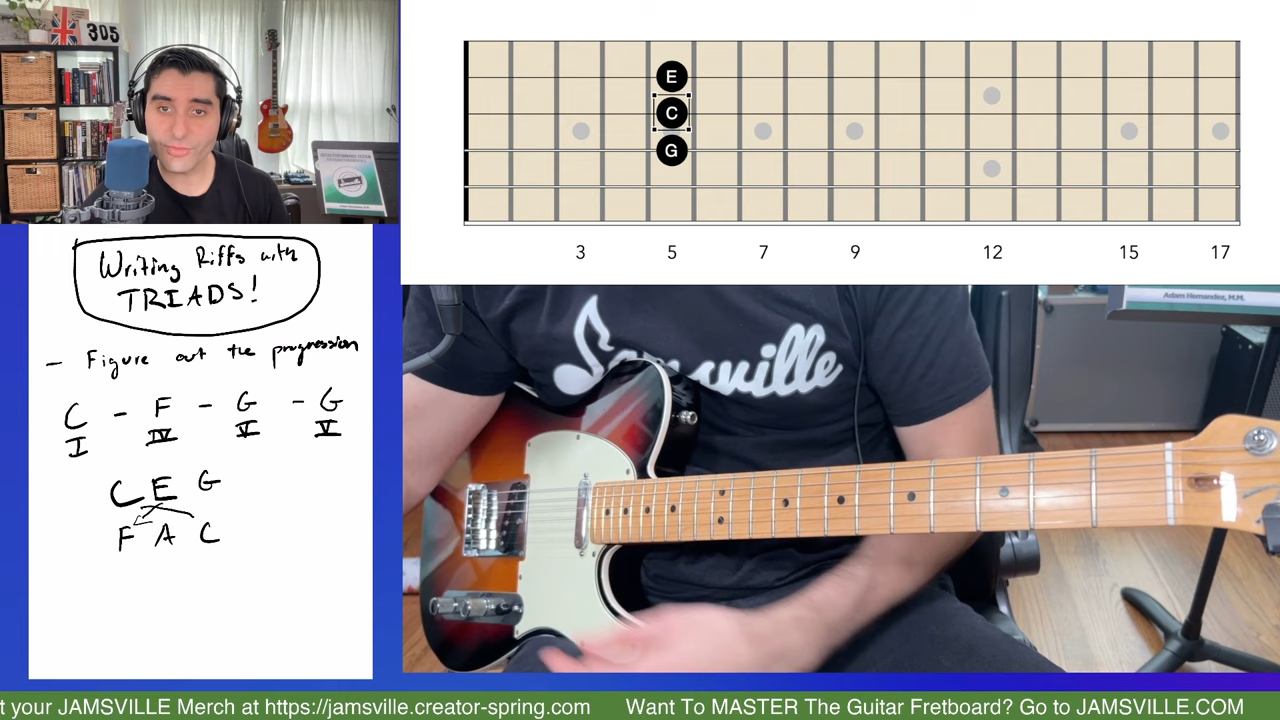 305
E
C
G
3 5 7 9 12 15 17
Writing Riffs with
TRIADS!
- Figure out the progression
C - F - G - G
I IV V V
C E G
F A C
Jamsville
Adam Hernandez, M.M.
t your JAMSVILLE Merch at https://jamsville.creator-spring.com Want To MASTER The Guitar Fretboard? Go to JAMSVILLE.COM